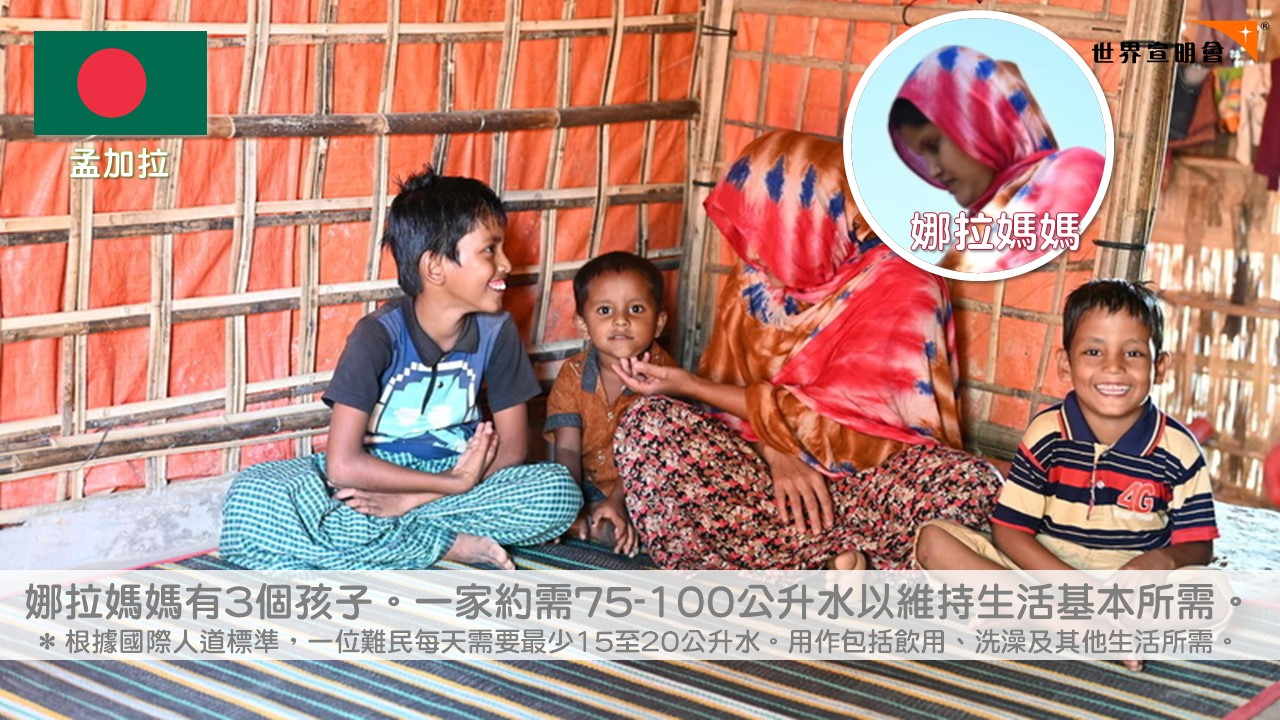 孟加拉
世界宣明會®
娜拉媽媽
4G
娜拉媽媽有3個孩子。一家約需75-100公升水以維持生活基本所需。
＊根據國際人道標準，一位難民每天需要最少15至20公升水。用作包括飲用、洗澡及其他生活所需。